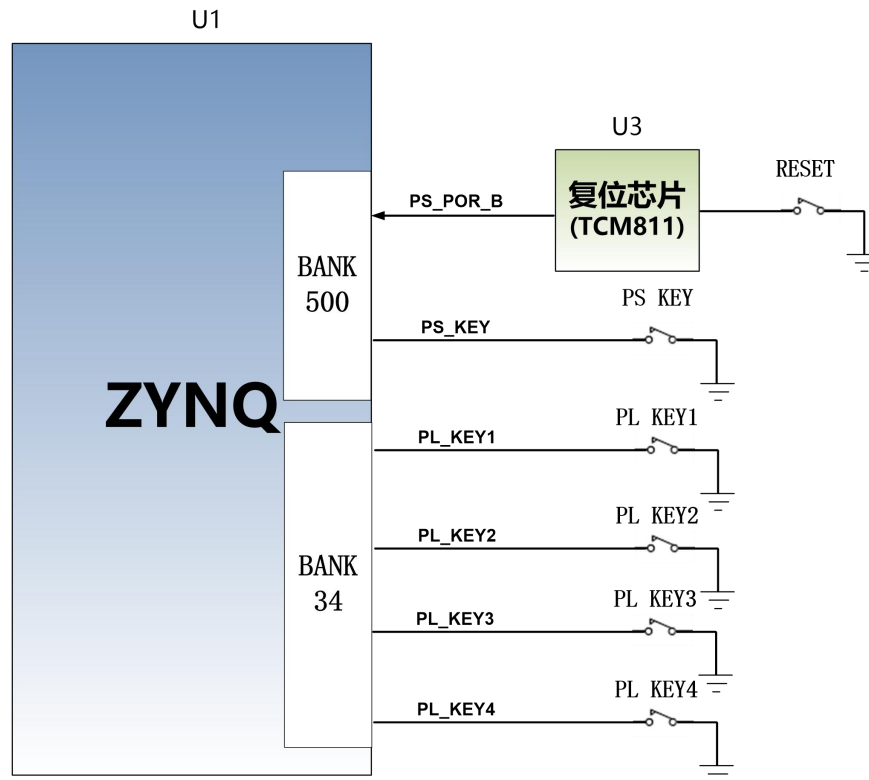 U1
U3
RESET
复位芯片
(TCM811)
PS_POR_B
BANK
500
PS KEY
PS_KEY
ZYNQ
PL KEY1
PL_KEY1
PL KEY2
PL_KEY2
BANK
34
PL KEY3
PL_KEY3
PL KEY4
PL_KEY4